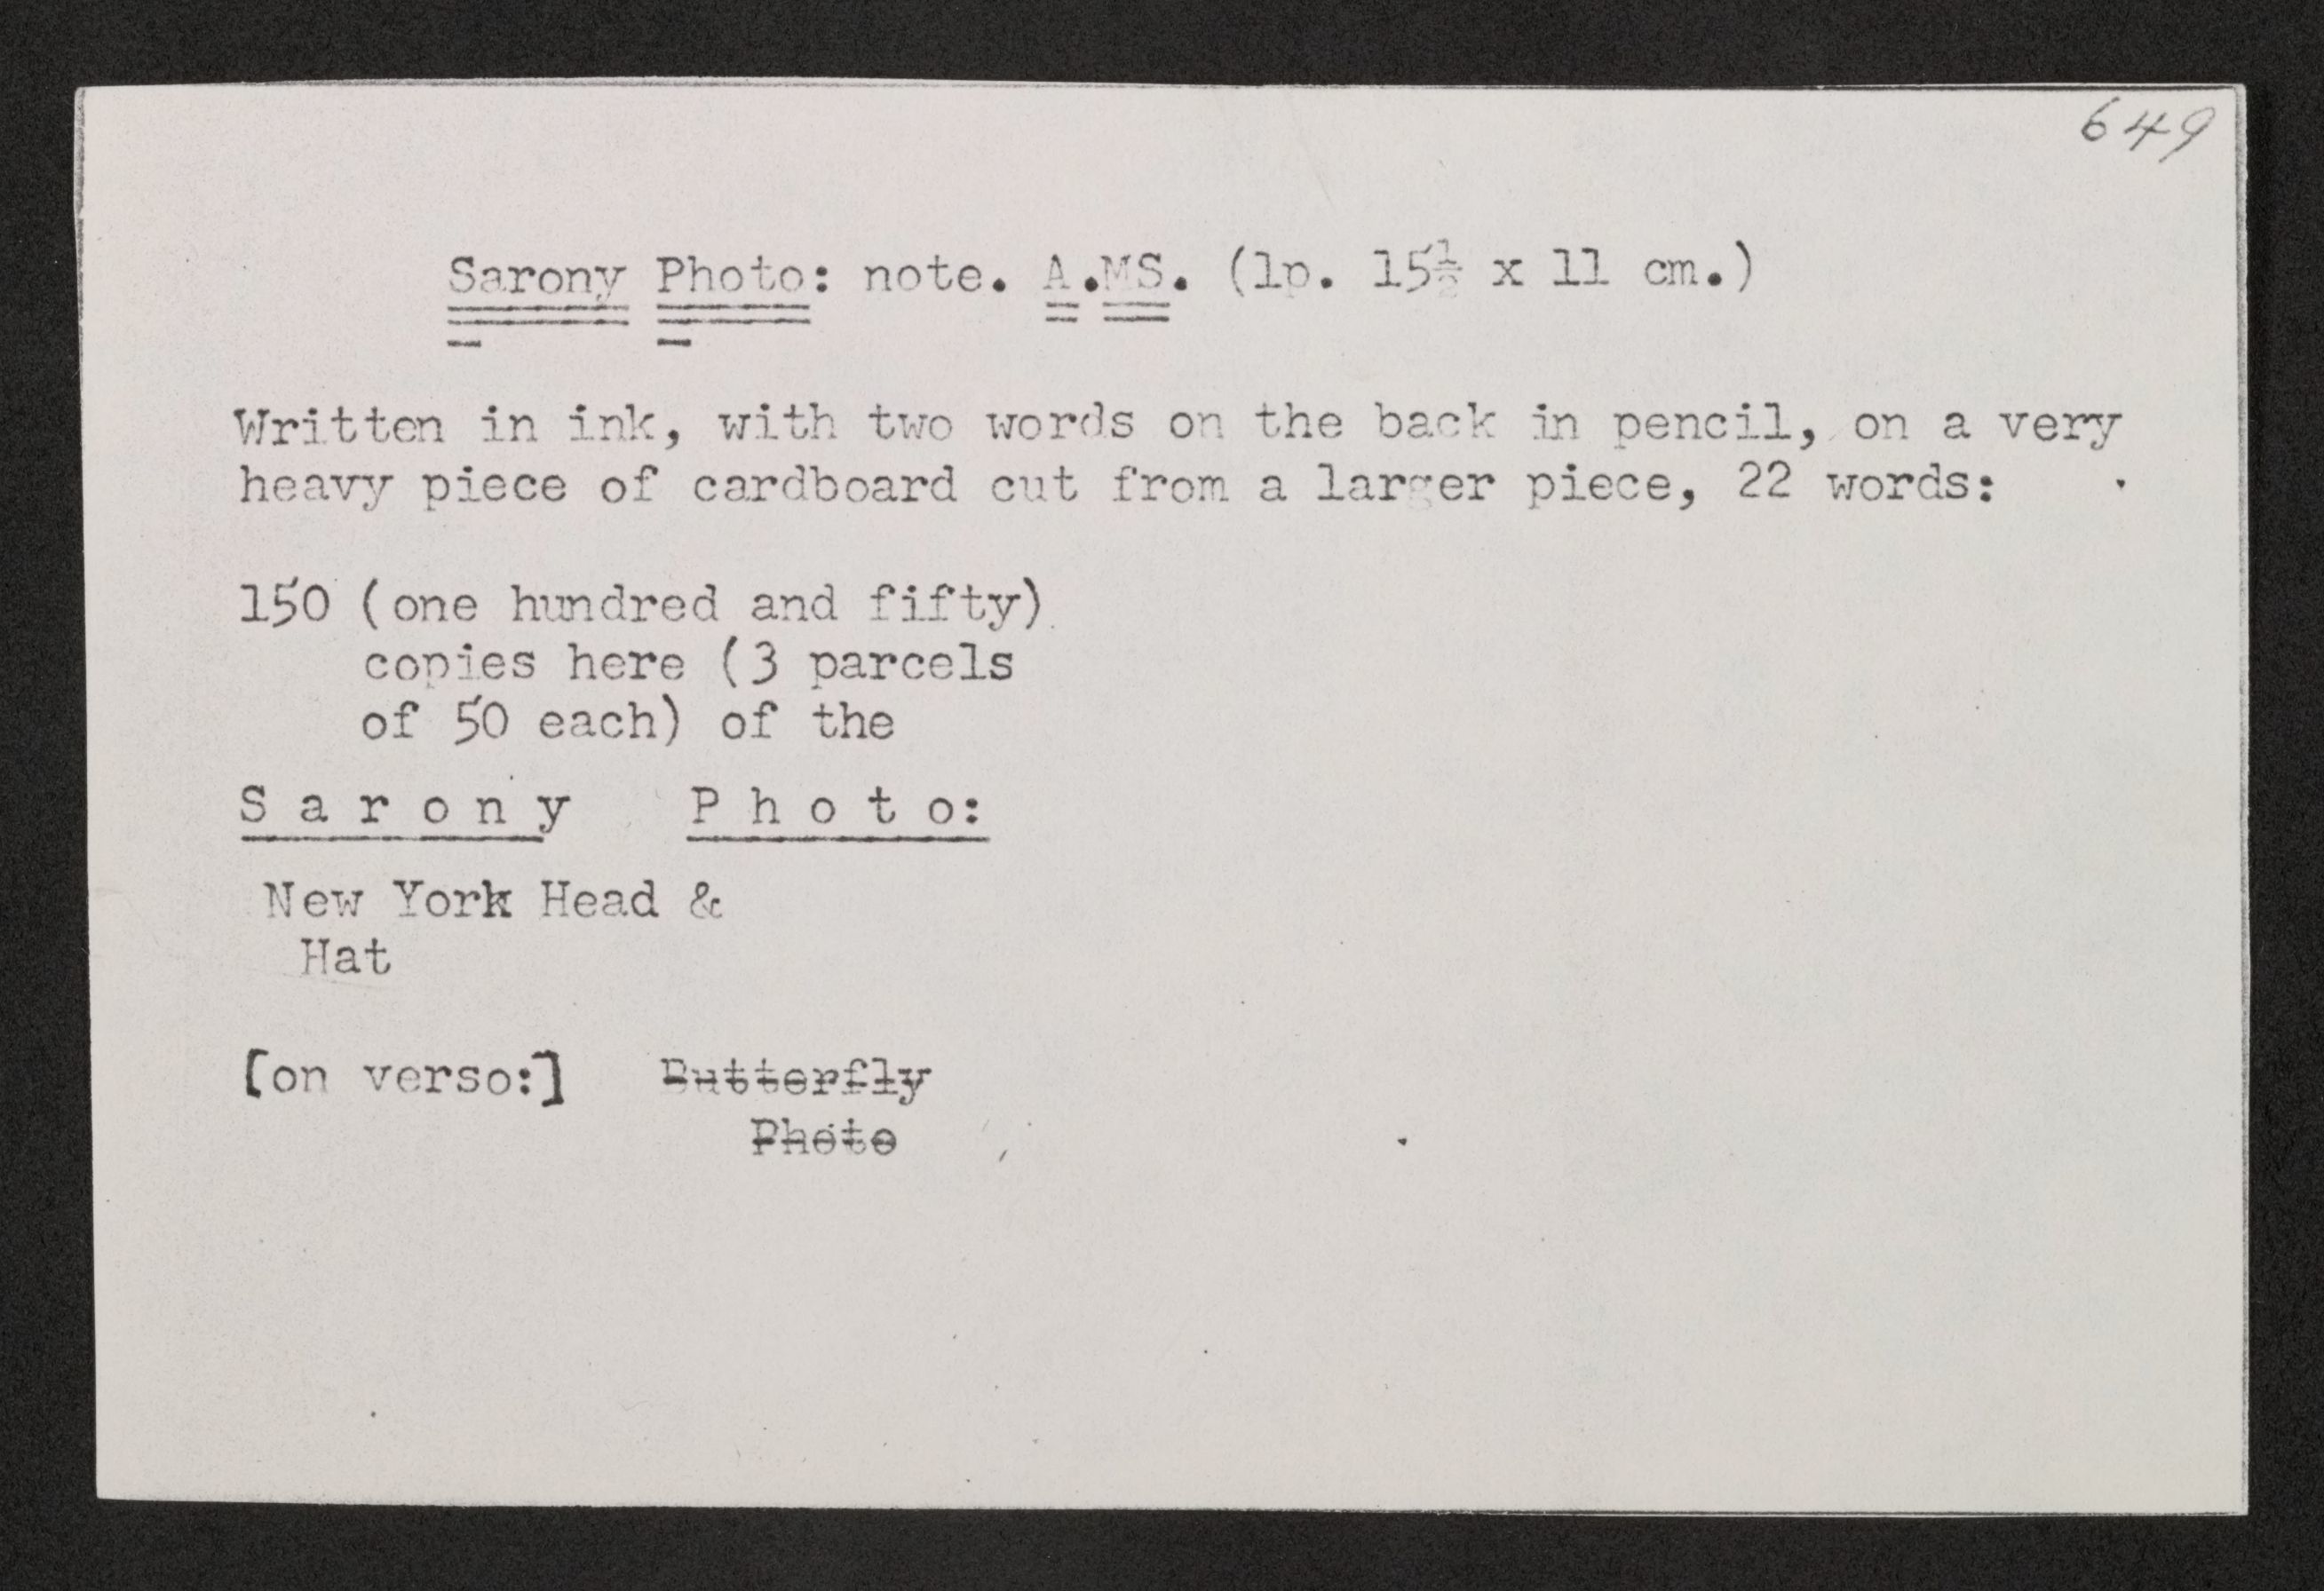 649
Sarony Photo: note. A.MS. (1p. 15½ x 11 cm.)
Written in ink, with two words on the back in pencil, on a very
heavy piece of cardboard cut from a larger piece, 22 words:
150 (one hundred and fifty)
copies here (3 parcels
of 50 each) of the
S a r o n y   P h o t o:
New York Head &
Hat
[on verso:] Butterfly
Photo